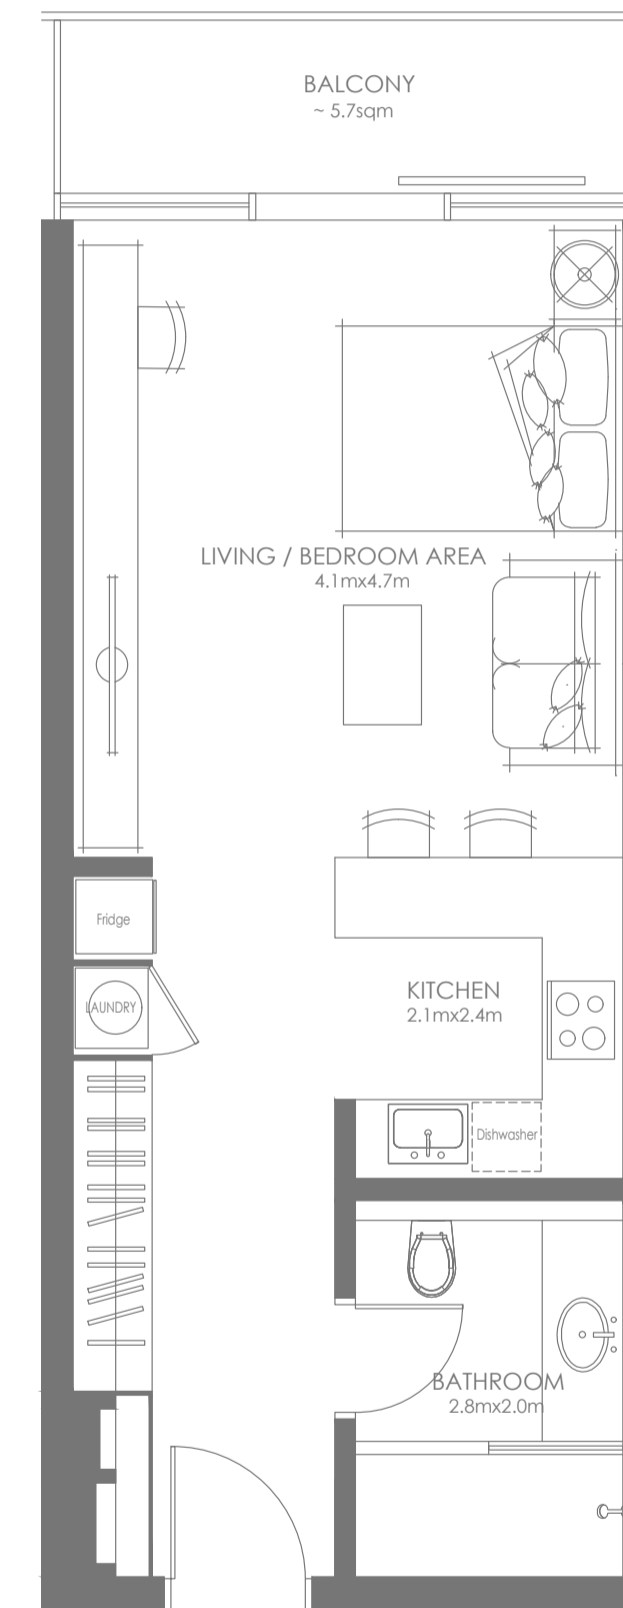 BALCONY
~ 5.7sqm
LIVING / BEDROOM AREA
4.1mx4.7m
Fridge
LAUNDRY
KITCHEN
2.1mx2.4m
Dishwasher
BATHROOM
2.8mx2.0m